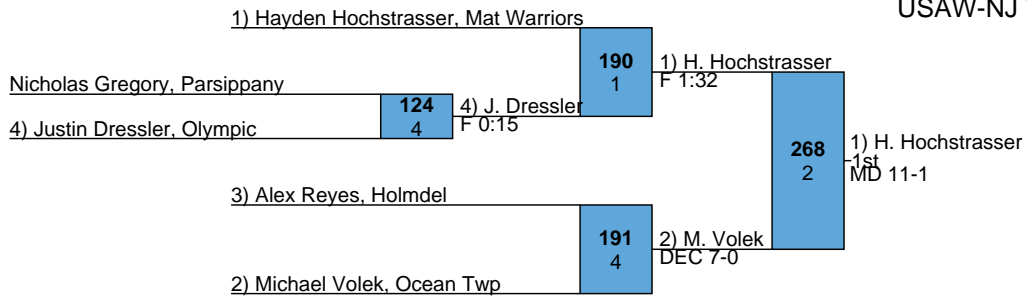 USAW-NJ
1) Hayden Hochstrasser, Mat Warriors
190
1
1) H. Hochstrasser
F 1:32
Nicholas Gregory, Parsippany
124
4
4) J. Dressler
F 0:15
4) Justin Dressler, Olympic
268
2
1) H. Hochstrasser
1st
MD 11-1
3) Alex Reyes, Holmdel
191
4
2) M. Volek
DEC 7-0
2) Michael Volek, Ocean Twp